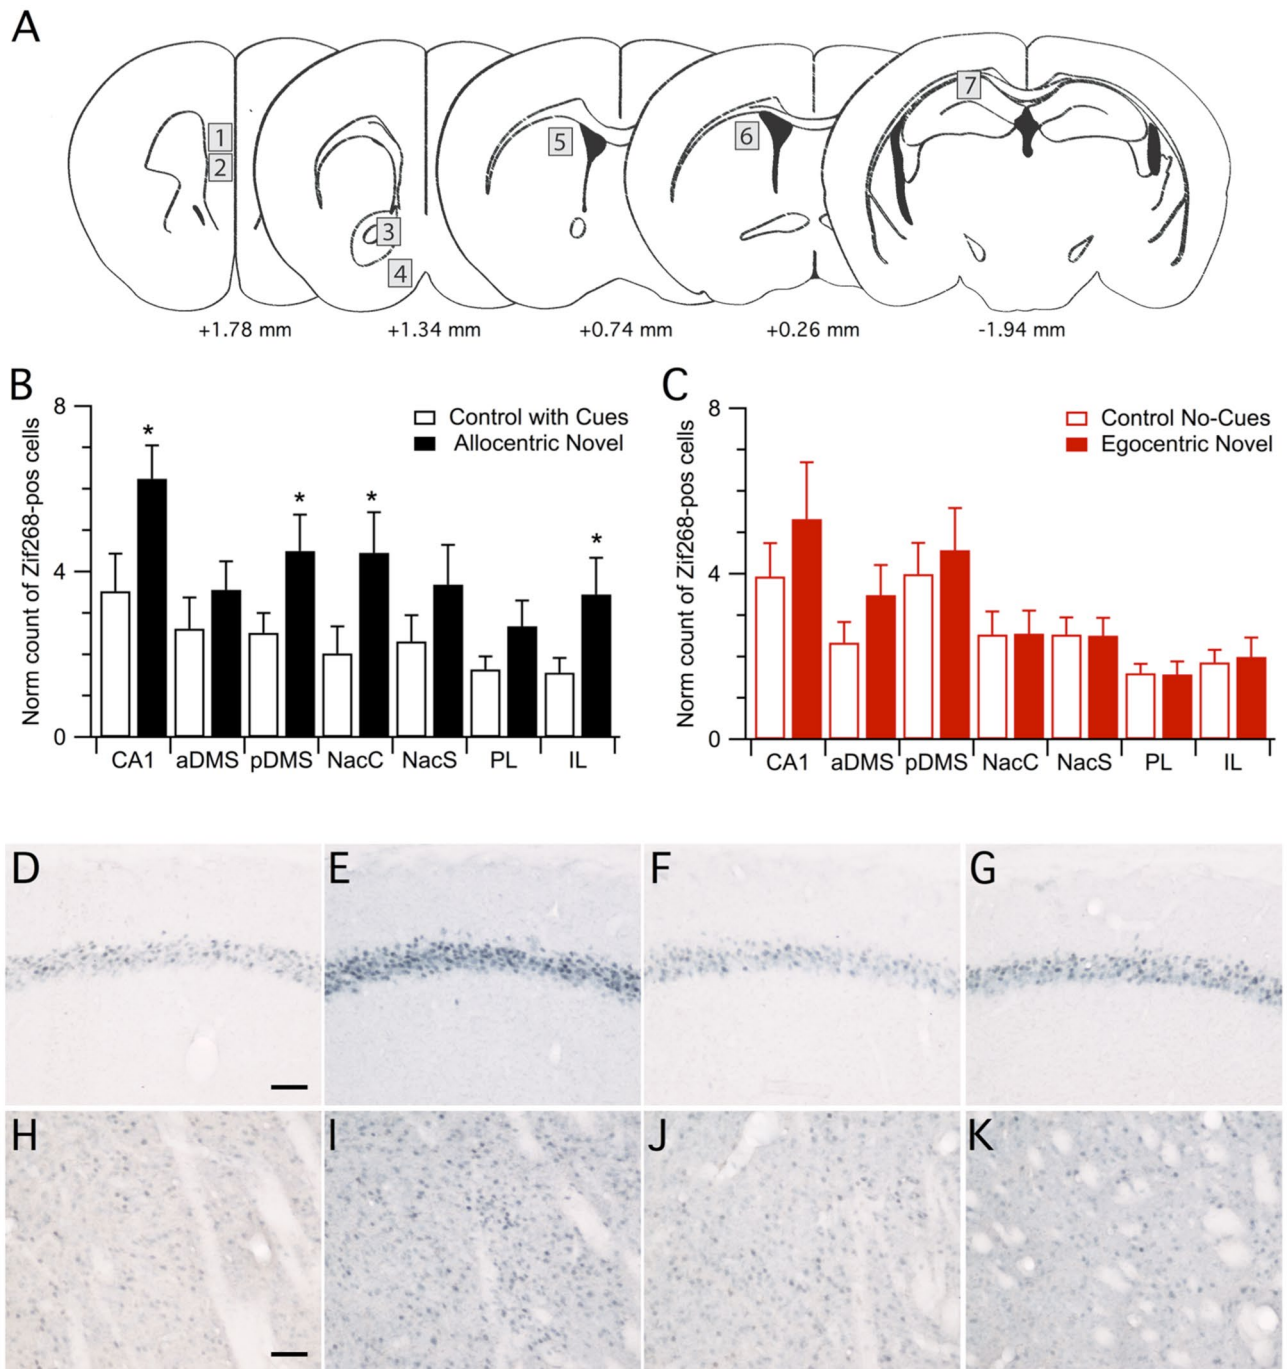 A
1
2
3
4
5
6
7
+1.78 mm
+1.34 mm
+0.74 mm
+0.26 mm
-1.94 mm
B
Norm count of Zif268-pos cells
8
4
0
Control with Cues
Allocentric Novel
*
*
*
*
CA1
aDMS
pDMS
NacC
NacS
PL
IL
C
Norm count of Zif268-pos cells
8
4
0
Control No-Cues
Egocentric Novel
CA1
aDMS
pDMS
NacC
NacS
PL
IL
D
E
F
G
H
I
J
K